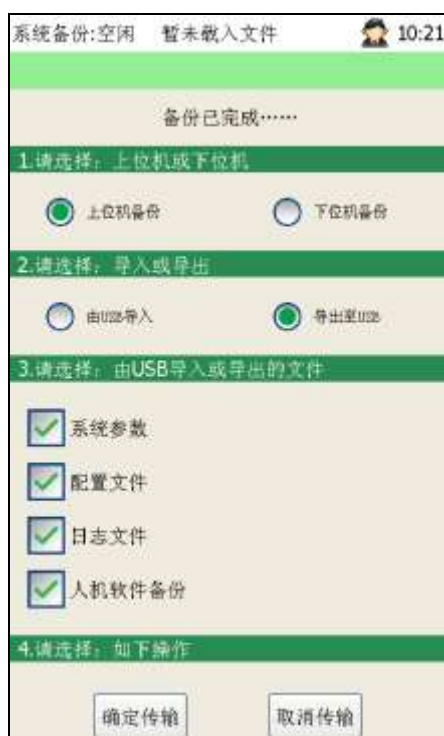 系统备份:空闲 暂未载入文件 10:21
备份已完成……
1.请选择：上位机或下位机
上位机备份 下位机备份
2.请选择：导入或导出
由USB导入 导出至USB
3.请选择：由USB导入或导出的文件
系统参数
配置文件
日志文件
人机软件备份
4.请选择：如下操作
确定传输 取消传输